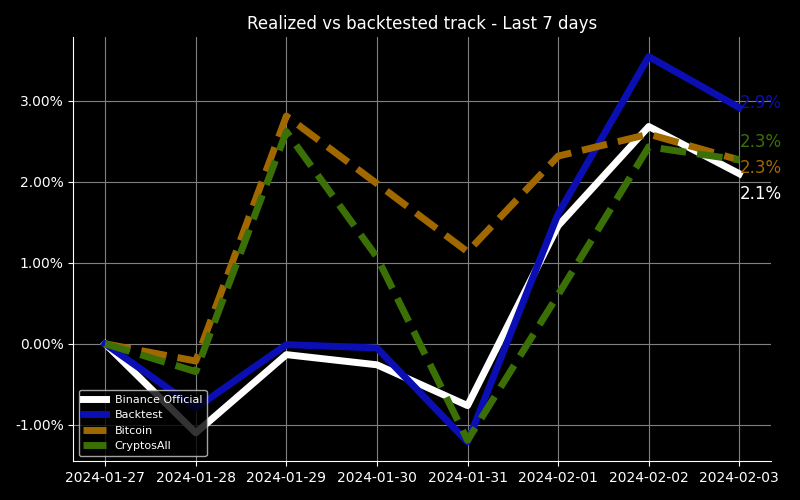 Realized vs backtested track - Last 7 days
3.00%
2.00%
1.00%
0.00%
-1.00%
2.9%
2.3%
2.3%
2.1%
Binance Official
Backtest
Bitcoin
CryptosAll
2024-01-27 2024-01-28 2024-01-29 2024-01-30 2024-01-31 2024-02-01 2024-02-02 2024-02-03